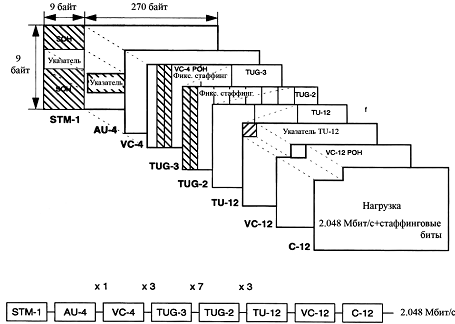 9 байт 270 байт
9 байт
SOH
Указатель
SOH
Указатель
VC-4 POH
Фикс. стаффинг
TUG-3
Фикс. стаффинг
TUG-2
TU-12
Указатель TU-12
VC-12 POH
Нагрузка
2.048 Мбит/с+стаффинговые
биты
STM-1
AU-4
VC-4
TUG-3
TUG-2
TU-12
VC-12
C-12
x 1 x 3 x 7 x 3
STM-1 AU-4 VC-4 TUG-3 TUG-2 TU-12 VC-12 C-12 2.048 Мбит/с